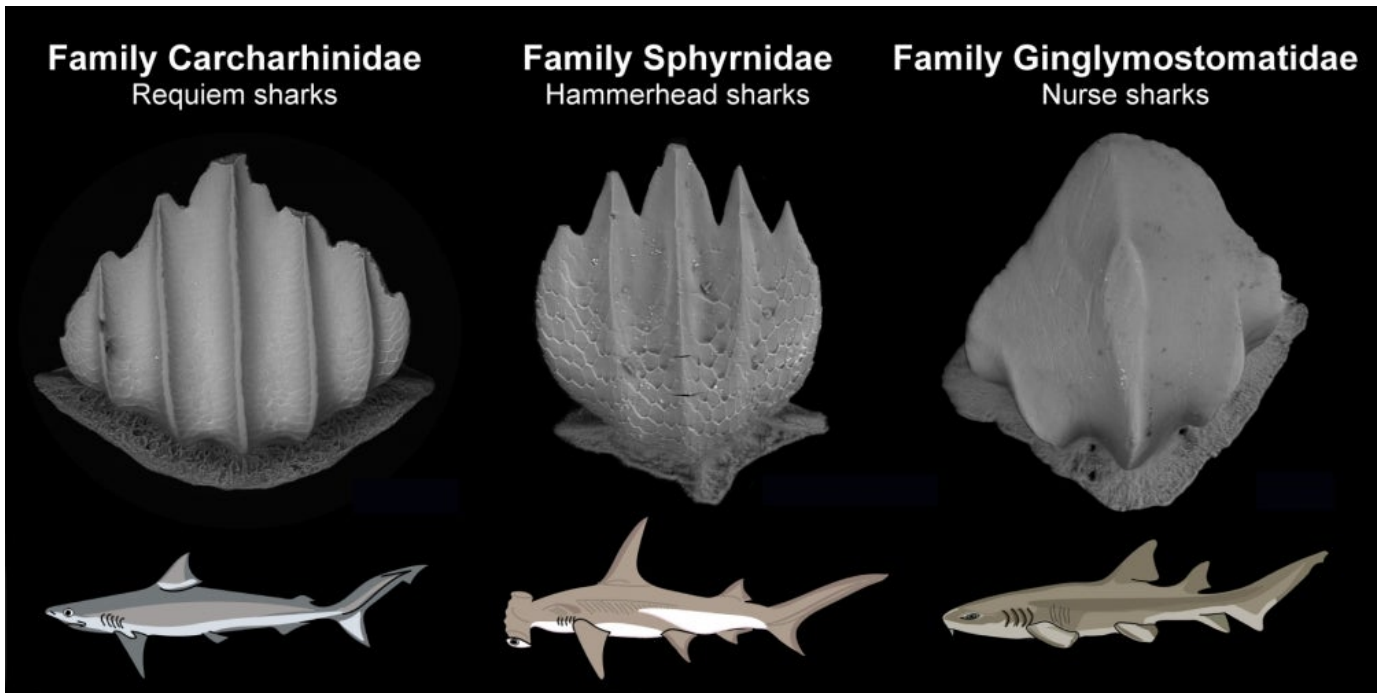 Family Carcharhinidae
Requiem sharks
Family Sphyrnidae
Hammerhead sharks
Family Ginglymostomatidae
Nurse sharks